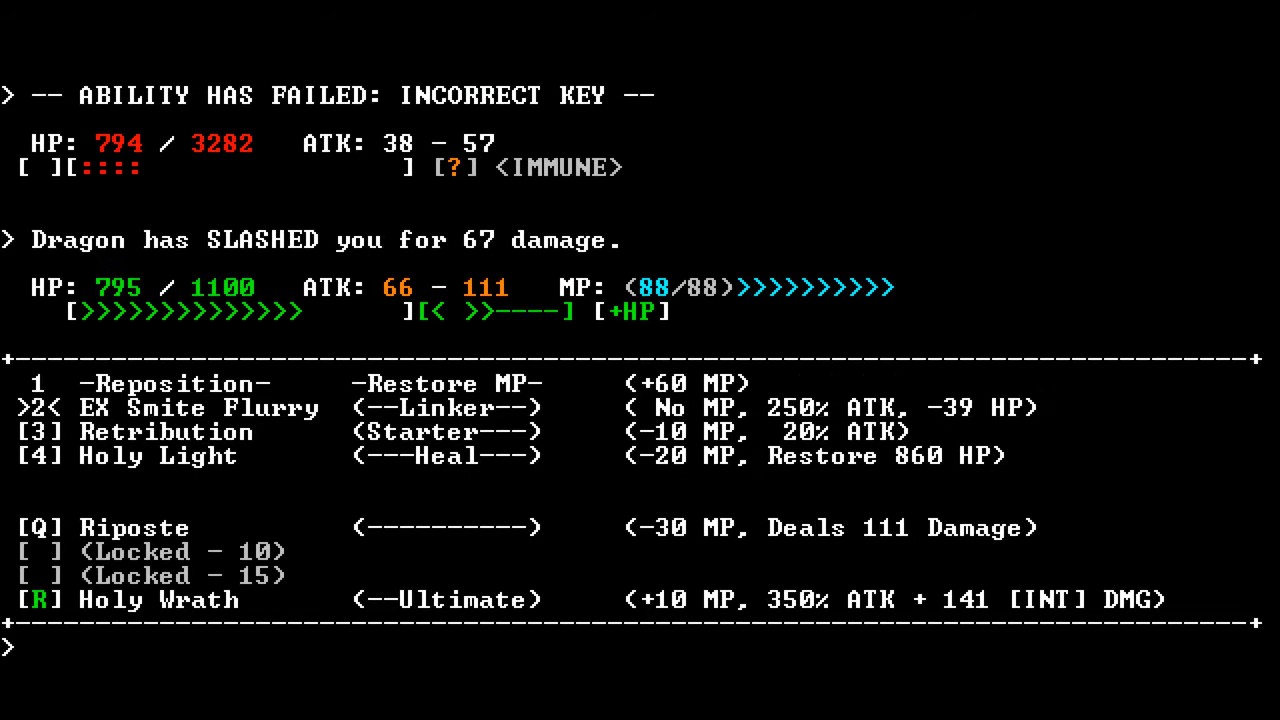 > -- ABILITY HAS FAILED: INCORRECT KEY --
HP: 794 / 3282   ATK: 38 - 57
[ ][::::                 ] [?] <IMMUNE>
> Dragon has SLASHED you for 67 damage.
HP: 795 / 1100   ATK: 66 - 111   MP: (88/88)>>>>>>>>>>
[>>>>>>>>>>>>>>             ][< >>----] [+HP]
+------------------------------------------------------------------------------+
1  -Reposition-     -Restore MP-     (+60 MP)
>2< EX Smite Flurry  (--Linker--)     ( No MP, 250% ATK, -39 HP)
[3] Retribution      (Starter---)     (-10 MP,  20% ATK)
[4] Holy Light       (---Heal---)     (-20 MP, Restore 860 HP)
[Q] Riposte          (----------)     (-30 MP, Deals 111 Damage)
[ ] (Locked - 10)
[ ] (Locked - 15)
[R] Holy Wrath       (--Ultimate)     (+10 MP, 350% ATK + 141 [INT] DMG)
+------------------------------------------------------------------------------+
>